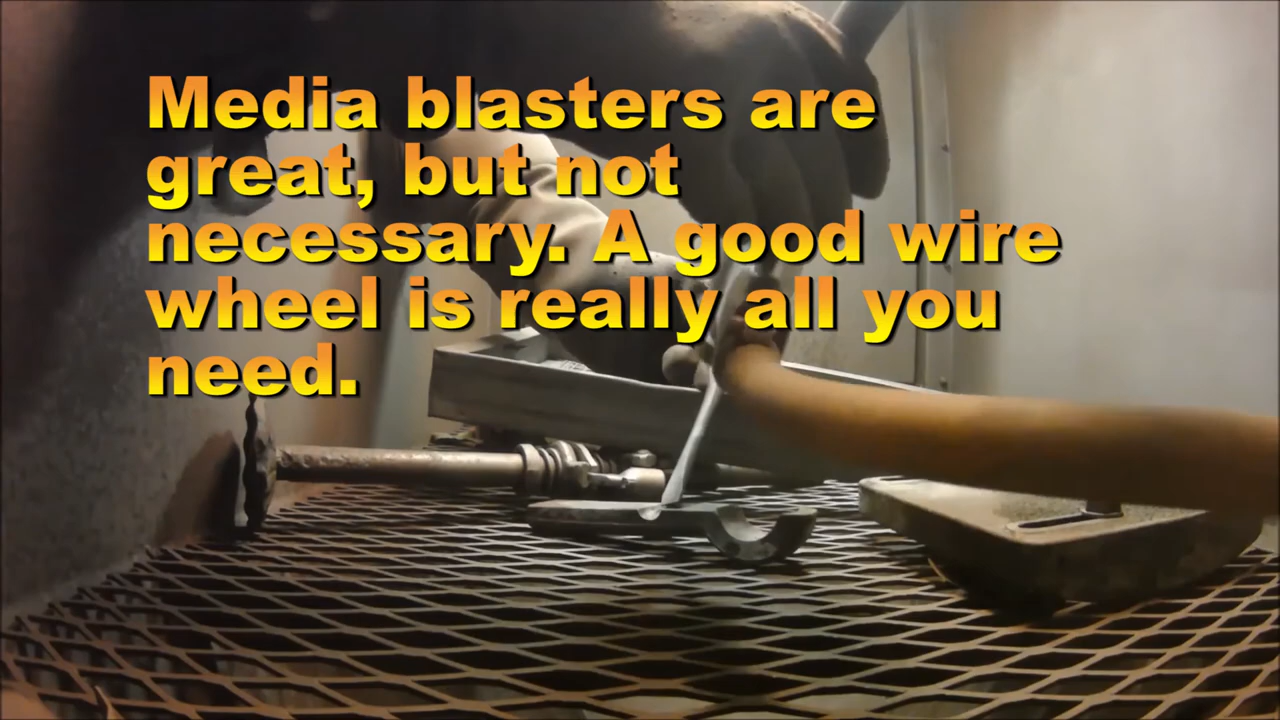 Media blasters are
great, but not
necessary. A good wire
wheel is really all you
need.